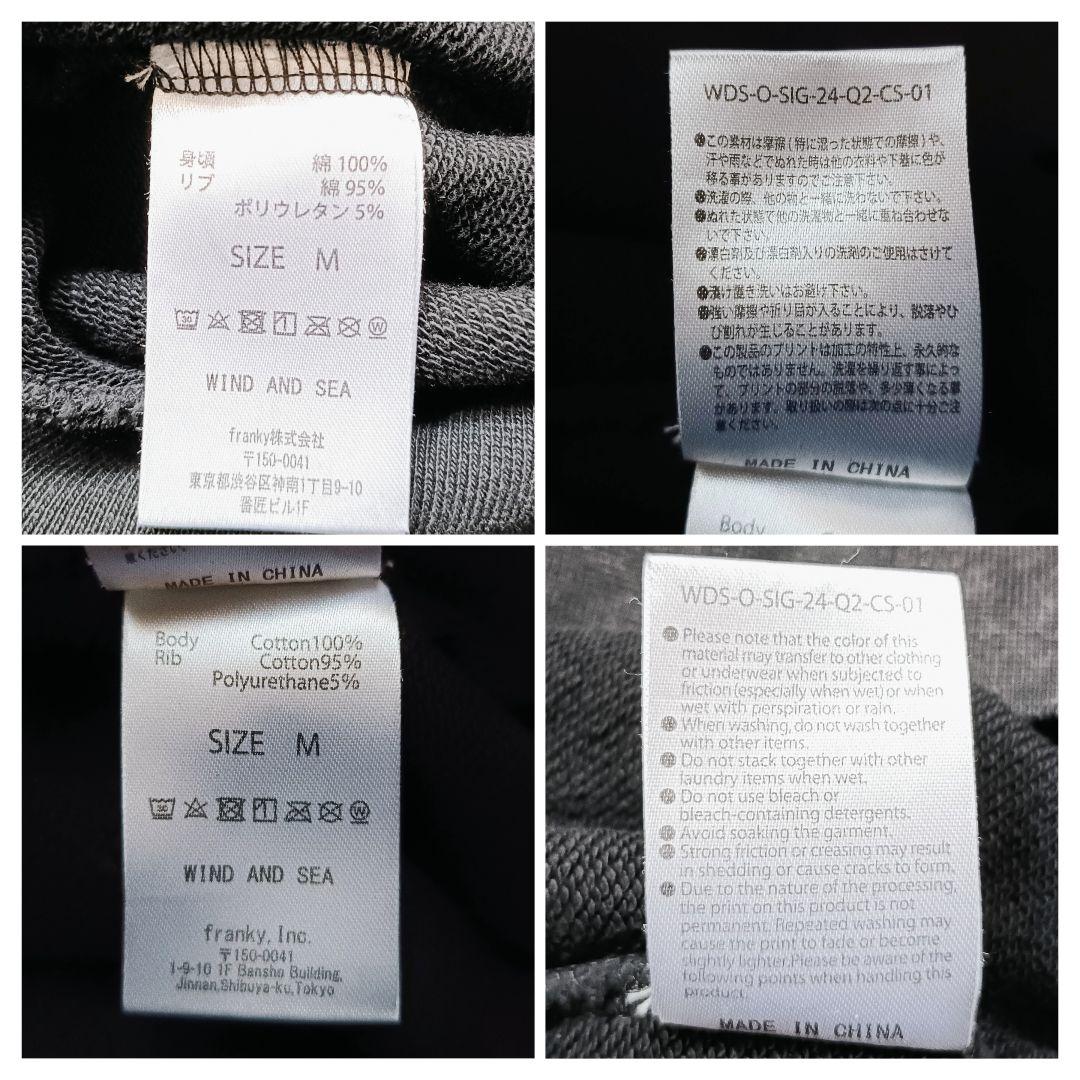 身頃 綿 100%
リブ 綿 95%
ポリウレタン 5%
SIZE M
30
WIND AND SEA
franky株式会社
〒150-0041
東京都渋谷区神南1丁目9-10
番匠ビル1F
WDS-O-SIG-24-Q2-CS-01
●この素材は摩擦(特に湿った状態での摩擦)や、
汗や雨などでぬれた時は他の衣料や下着に色が
移る事がありますのでご注意下さい。
●洗濯の際、他の物と一緒に洗わないで下さい。
●ぬれた状態で他の洗濯物と一緒に重ね合わせな
いで下さい。
●漂白剤及び漂白剤入りの洗剤のご使用はさけて
ください。
●漬け置き洗いはお避け下さい。
●強い摩擦や折り目が入ることにより、脱落やひ
び割れが生じることがあります。
●この製品のプリントは加工の特性上、永久的な
ものではありません。洗濯を繰り返す事によっ
て、プリントの部分の脱落や、多少薄くなる事
があります。取り扱いの際は次の点に十分ご注
意ください。
MADE IN CHINA
Body
意ください。
MADE IN CHINA
Body Cotton100%
Rib Cotton95%
Polyurethane5%
SIZE M
30
WIND AND SEA
franky, Inc.
〒150-0041
1-9-10 1F Bansho Building,
Jinnan,Shibuya-ku,Tokyo
WDS-O-SIG-24-Q2-CS-01
●Please note that the color of this
material may transfer to other clothing
or underwear when subjected to
friction(especially when wet) or when
wet with perspiration or rain.
●When washing, do not wash together
with other items.
●Do not stack together with other
laundry items when wet.
●Do not use bleach or
bleach-containing detergents.
●Avoid soaking the garment.
●Strong friction or creasing may result
in shedding or cause cracks to form.
●Due to the nature of the processing,
the print on this product is not
permanent. Repeated washing may
cause the print to fade or become
slightly lighter.Please be aware of the
following points when handling this
product.
MADE IN CHINA